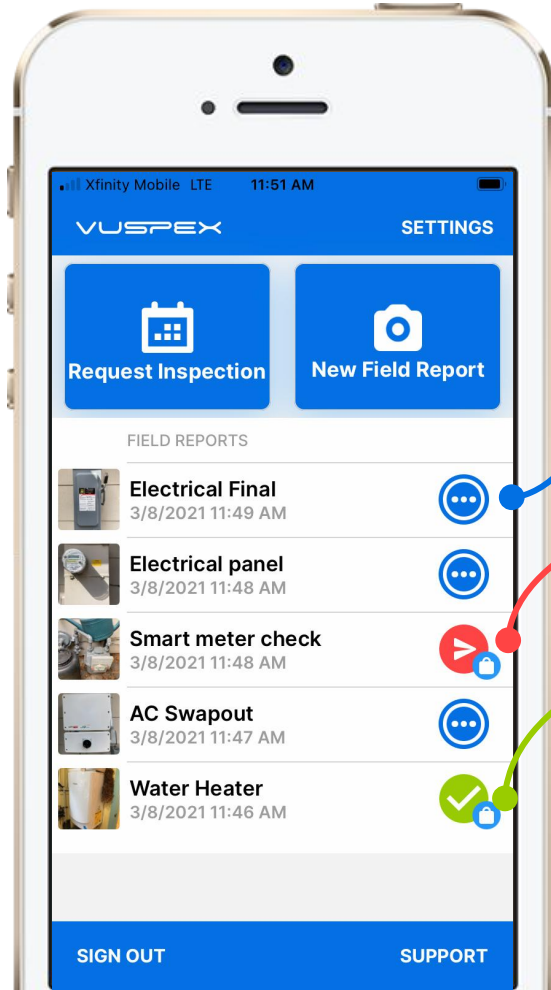 Xfinity Mobile LTE 11:51 AM
VUSPEX SETTINGS
Request Inspection
New Field Report
FIELD REPORTS
Electrical Final
3/8/2021 11:49 AM
Electrical panel
3/8/2021 11:48 AM
Smart meter check
3/8/2021 11:48 AM
AC Swapout
3/8/2021 11:47 AM
Water Heater
3/8/2021 11:46 AM
SIGN OUT SUPPORT